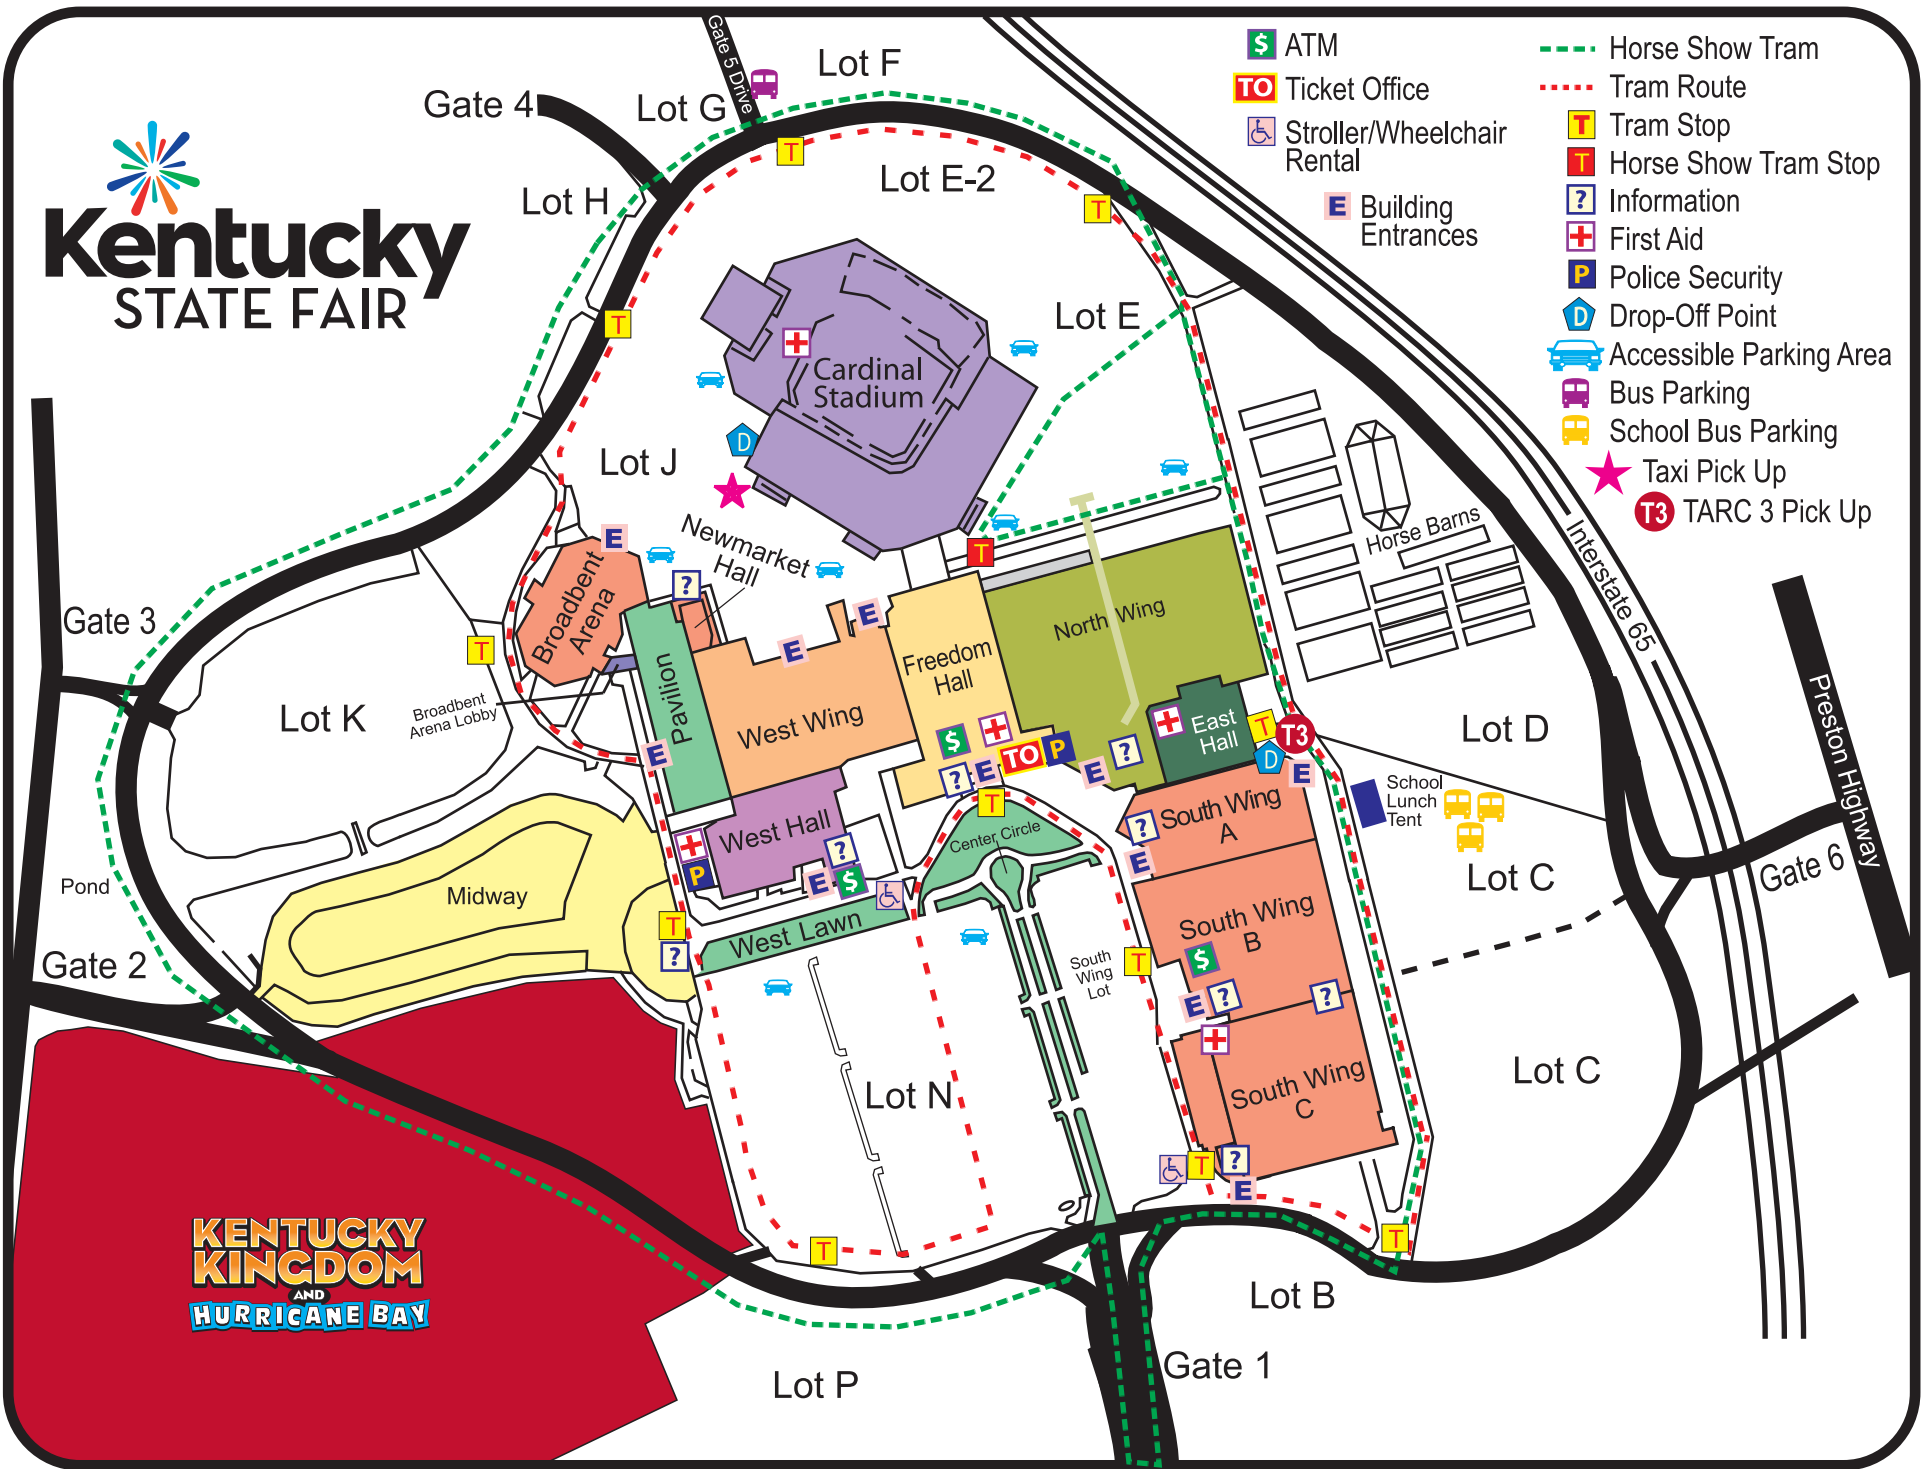 Gate 5 Drive
Lot F
Gate 4
Lot G
Lot E-2
Lot H
Kentucky
STATE FAIR
$ ATM
TO Ticket Office
Stroller/Wheelchair
Rental
E Building
Entrances
Horse Show Tram
Tram Route
T Tram Stop
T Horse Show Tram Stop
? Information
First Aid
P Police Security
D Drop-Off Point
Accessible Parking Area
Bus Parking
School Bus Parking
Taxi Pick Up
T3 TARC 3 Pick Up
T
T
T
Lot E
Cardinal
Stadium
D
Lot J
Newmarket
Hall
E
?
Broadbent
Arena
T
Horse Barns
Interstate 65
Preston Highway
Gate 3
T
Lot K
Broadbent
Arena Lobby
Pavilion
E
E
E
West Wing
Freedom
Hall
North Wing
East
Hall
T
T3
D
E
Lot D
$
?
E
TO
P
E
?
T
School
Lunch
Tent
Lot C
Gate 6
West Hall
P
?
E
$
Center Circle
South Wing
A
?
E
Pond
Midway
T
?
West Lawn
South Wing
B
$
E
?
?
South
Wing
Lot
T
Gate 2
Lot N
South Wing
C
Lot C
T
?
E
T
T
KENTUCKY
KINGDOM
AND
HURRICANE BAY
Lot B
Lot P
Gate 1